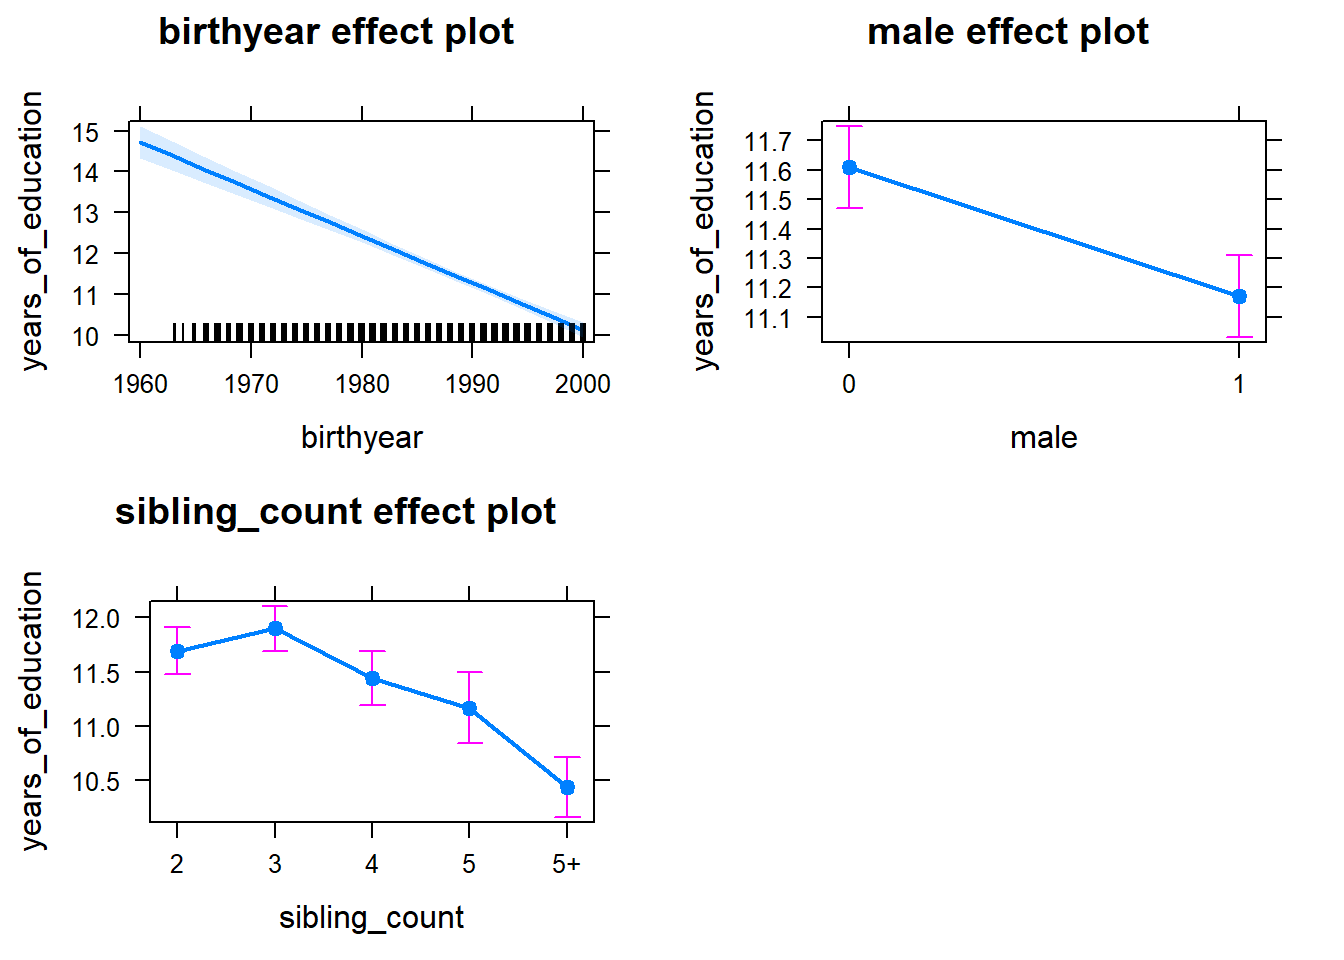 birthyear effect plot
years_of_education
15
14
13
12
11
10
1960 1970 1980 1990 2000
birthyear
male effect plot
years_of_education
11.7
11.6
11.5
11.4
11.3
11.2
11.1
0 1
male
sibling_count effect plot
years_of_education
12.0
11.5
11.0
10.5
2 3 4 5 5+
sibling_count